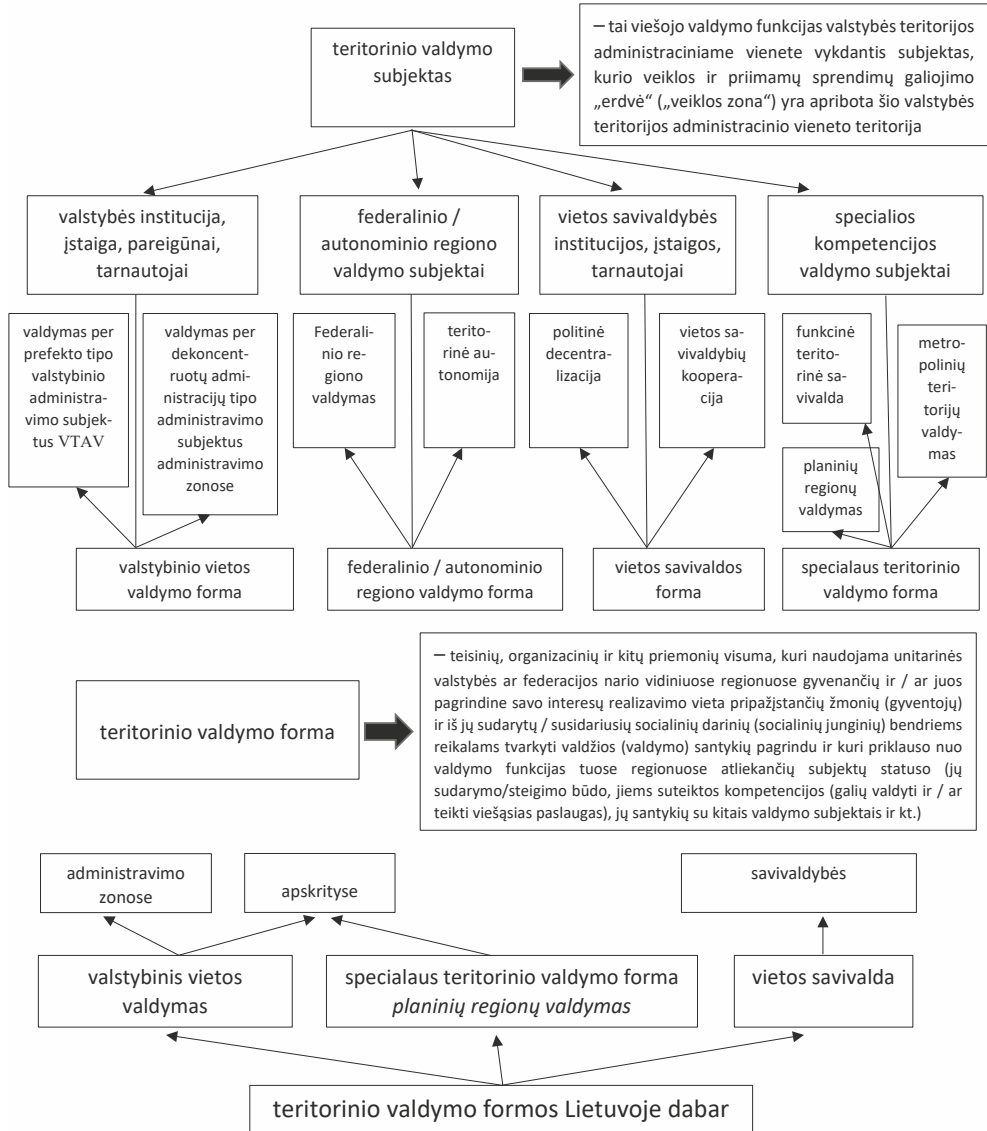 teritorinio valdymo
subjektas
– tai viešojo valdymo funkcijas valstybės teritorijos
administraciniame vienete vykdantis subjektas,
kurio veiklos ir priimamų sprendimų galiojimo
„erdvė“ („veiklos zona“) yra apribota šio valstybės
teritorijos administracinio vieneto teritorija
valstybės institucija,
įstaiga, pareigūnai,
tarnautojai
federalinio /
autonominio regiono
valdymo subjektai
vietos savivaldybės
institucijos, įstaigos,
tarnautojai
specialios
kompetencijos
valdymo subjektai
valdymas per
prefekto tipo
valstybinio
administra-
vimo subjek-
tus VTAV
valdymas per
dekoncent-
ruotų admi-
nistracijų tipo
administravimo
subjektus
administravimo
zonose
Federali-
nio re-
giono
valdymas
terito-
rinė au-
tonomija
politinė
decentra-
lizacija
vietos sa-
vivaldybių
koopera-
cija
funkcinė
terito-
rinė sa-
vivalda
planinių
regionų
valdymas
metro-
polinių
teri-
torijų
valdy-
mas
valstybinio vietos
valdymo forma
federalinio / autonominio
regiono valdymo forma
vietos savivaldos
forma
specialaus teritorinio
valdymo forma
teritorinio valdymo forma
– teisinių, organizacinių ir kitų priemonių visuma, kuri naudojama unitarinės
valstybės ar federacijos nario vidiniuose regionuose gyvenančių ir / ar juos
pagrindine savo interesų realizavimo vieta pripažįstančių žmonių (gyventojų)
ir iš jų sudarytų / susidariusių socialinių darinių (socialinių junginių) bendriems
reikalams tvarkyti valdžios (valdymo) santykių pagrindu ir kuri priklauso nuo
valdymo funkcijas tuose regionuose atliekančių subjektų statuso (jų
sudarymo/steigimo būdo, jiems suteiktos kompetencijos (galių valdyti ir / ar
teikti viešąsias paslaugas), jų santykių su kitais valdymo subjektais ir kt.)
administravimo
zonose
apskrityse
savivaldybės
valstybinis vietos
valdymas
specialaus teritorinio valdymo forma
planinių regionų valdymas
vietos savivalda
teritorinio valdymo formos Lietuvoje dabar